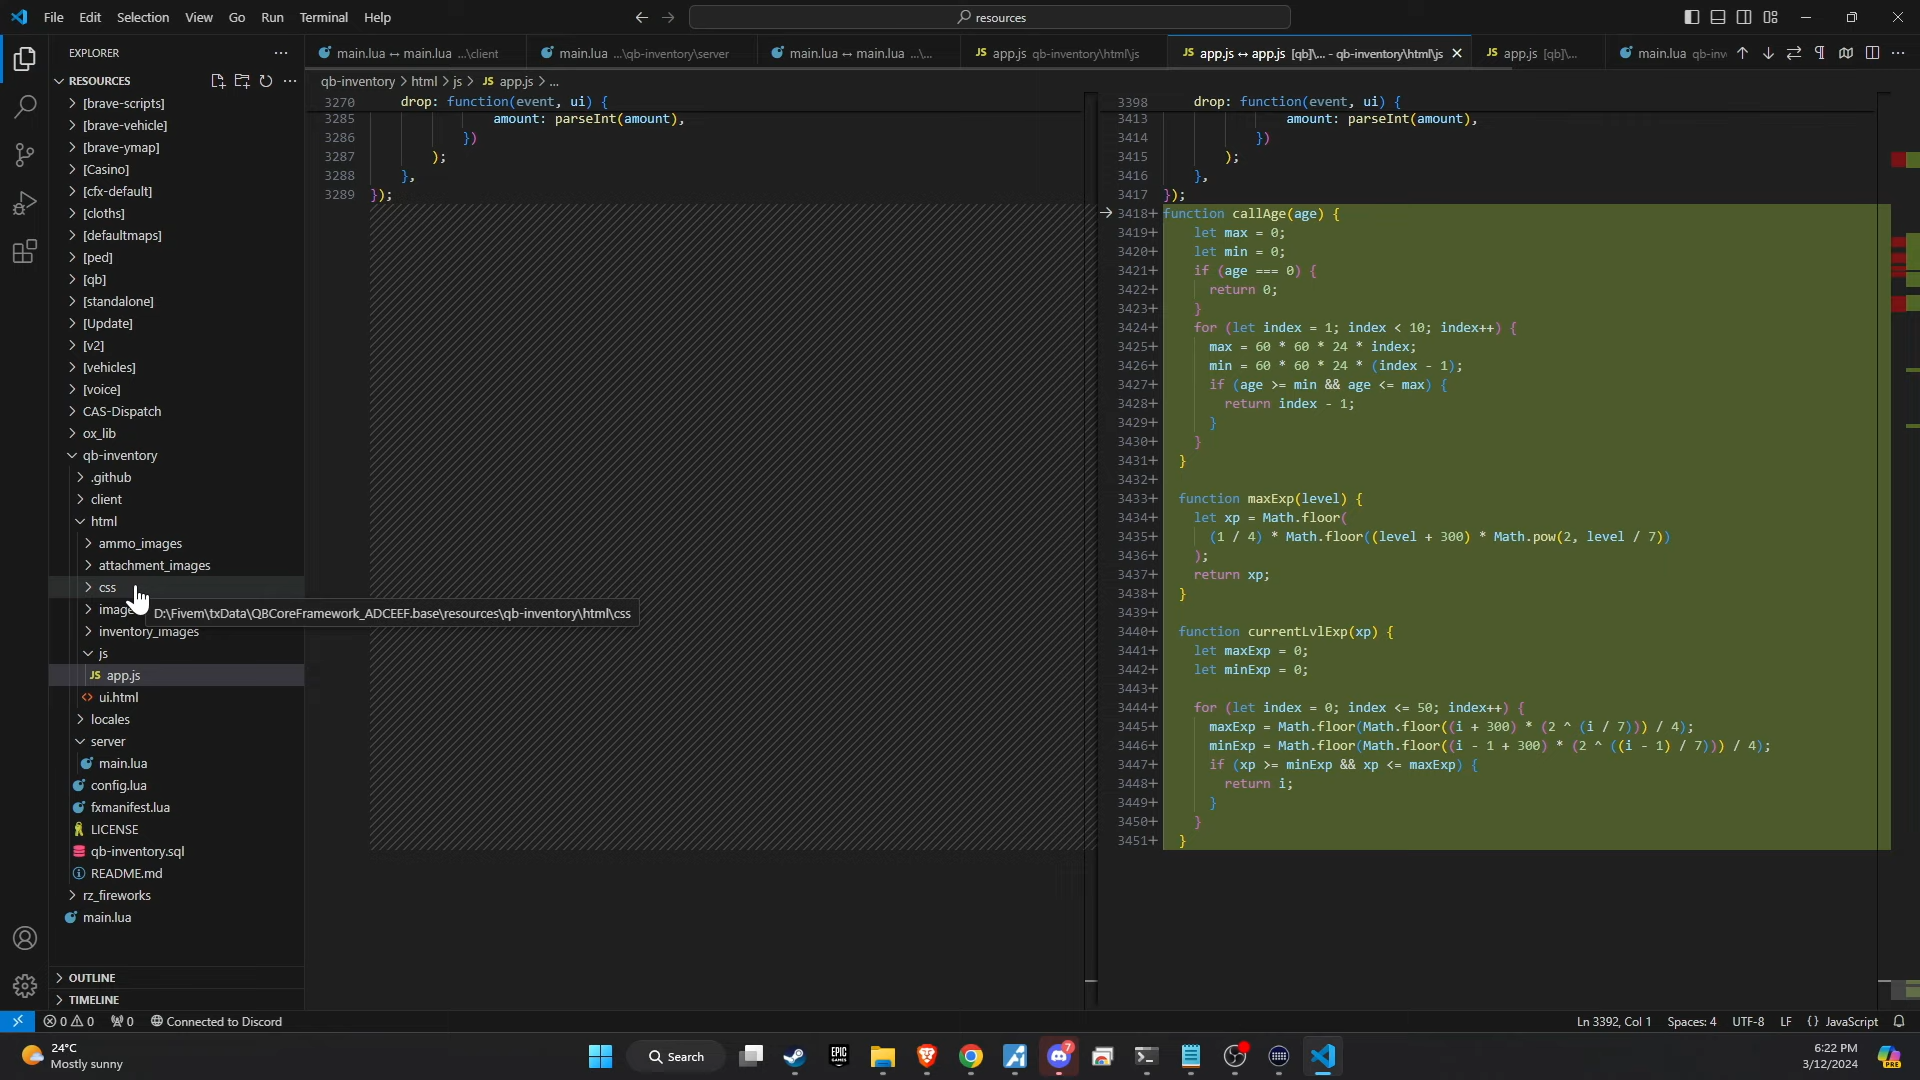 File Edit Selection View Go Run Terminal Help
resources
EXPLORER
main.lua ↔ main.lua ...\client
main.lua ...\qb-inventory\server
main.lua ↔ main.lua ...\...
app.js qb-inventory\html\js
app.js ↔ app.js [qb]\... - qb-inventory\html\js
app.js [qb]\...
main.lua qb-inv
RESOURCES
qb-inventory > html > js > JS app.js > ...
[brave-scripts]
[brave-vehicle]
[brave-ymap]
[Casino]
[cfx-default]
[cloths]
[defaultmaps]
[ped]
[qb]
[standalone]
[Update]
[v2]
[vehicles]
[voice]
CAS-Dispatch
ox_lib
qb-inventory
.github
client
html
ammo_images
attachment_images
css
image
D:\Fivem\txData\QBCoreFramework_ADCEEF.base\resources\qb-inventory\html\css
inventory_images
js
JS app.js
<> ui.html
locales
server
main.lua
config.lua
fxmanifest.lua
LICENSE
qb-inventory.sql
README.md
rz_fireworks
main.lua
OUTLINE
TIMELINE
3270 drop: function(event, ui) {
3285 amount: parseInt(amount),
3286 })
3287 );
3288 },
3289 });
3398 drop: function(event, ui) {
3413 amount: parseInt(amount),
3414 })
3415 );
3416 },
3417 });
3418+ function callAge(age) {
3419+ let max = 0;
3420+ let min = 0;
3421+ if (age === 0) {
3422+ return 0;
3423+ }
3424+ for (let index = 1; index < 10; index++) {
3425+ max = 60 * 60 * 24 * index;
3426+ min = 60 * 60 * 24 * (index - 1);
3427+ if (age >= min && age <= max) {
3428+ return index - 1;
3429+ }
3430+ }
3431+ }
3432+
3433+ function maxExp(level) {
3434+ let xp = Math.floor(
3435+ (1 / 4) * Math.floor((level + 300) * Math.pow(2, level / 7))
3436+ );
3437+ return xp;
3438+ }
3439+
3440+ function currentLvlExp(xp) {
3441+ let maxExp = 0;
3442+ let minExp = 0;
3443+
3444+ for (let index = 0; index <= 50; index++) {
3445+ maxExp = Math.floor(Math.floor((i + 300) * (2 ^ (i / 7))) / 4);
3446+ minExp = Math.floor(Math.floor((i - 1 + 300) * (2 ^ ((i - 1) / 7))) / 4);
3447+ if (xp >= minExp && xp <= maxExp) {
3448+ return i;
3449+ }
3450+ }
3451+ }
0 0 0 Connected to Discord
Ln 3392, Col 1 Spaces: 4 UTF-8 LF {} JavaScript
24°C
Mostly sunny
Search
EPIC GAMES
7
PRE
6:22 PM
3/12/2024